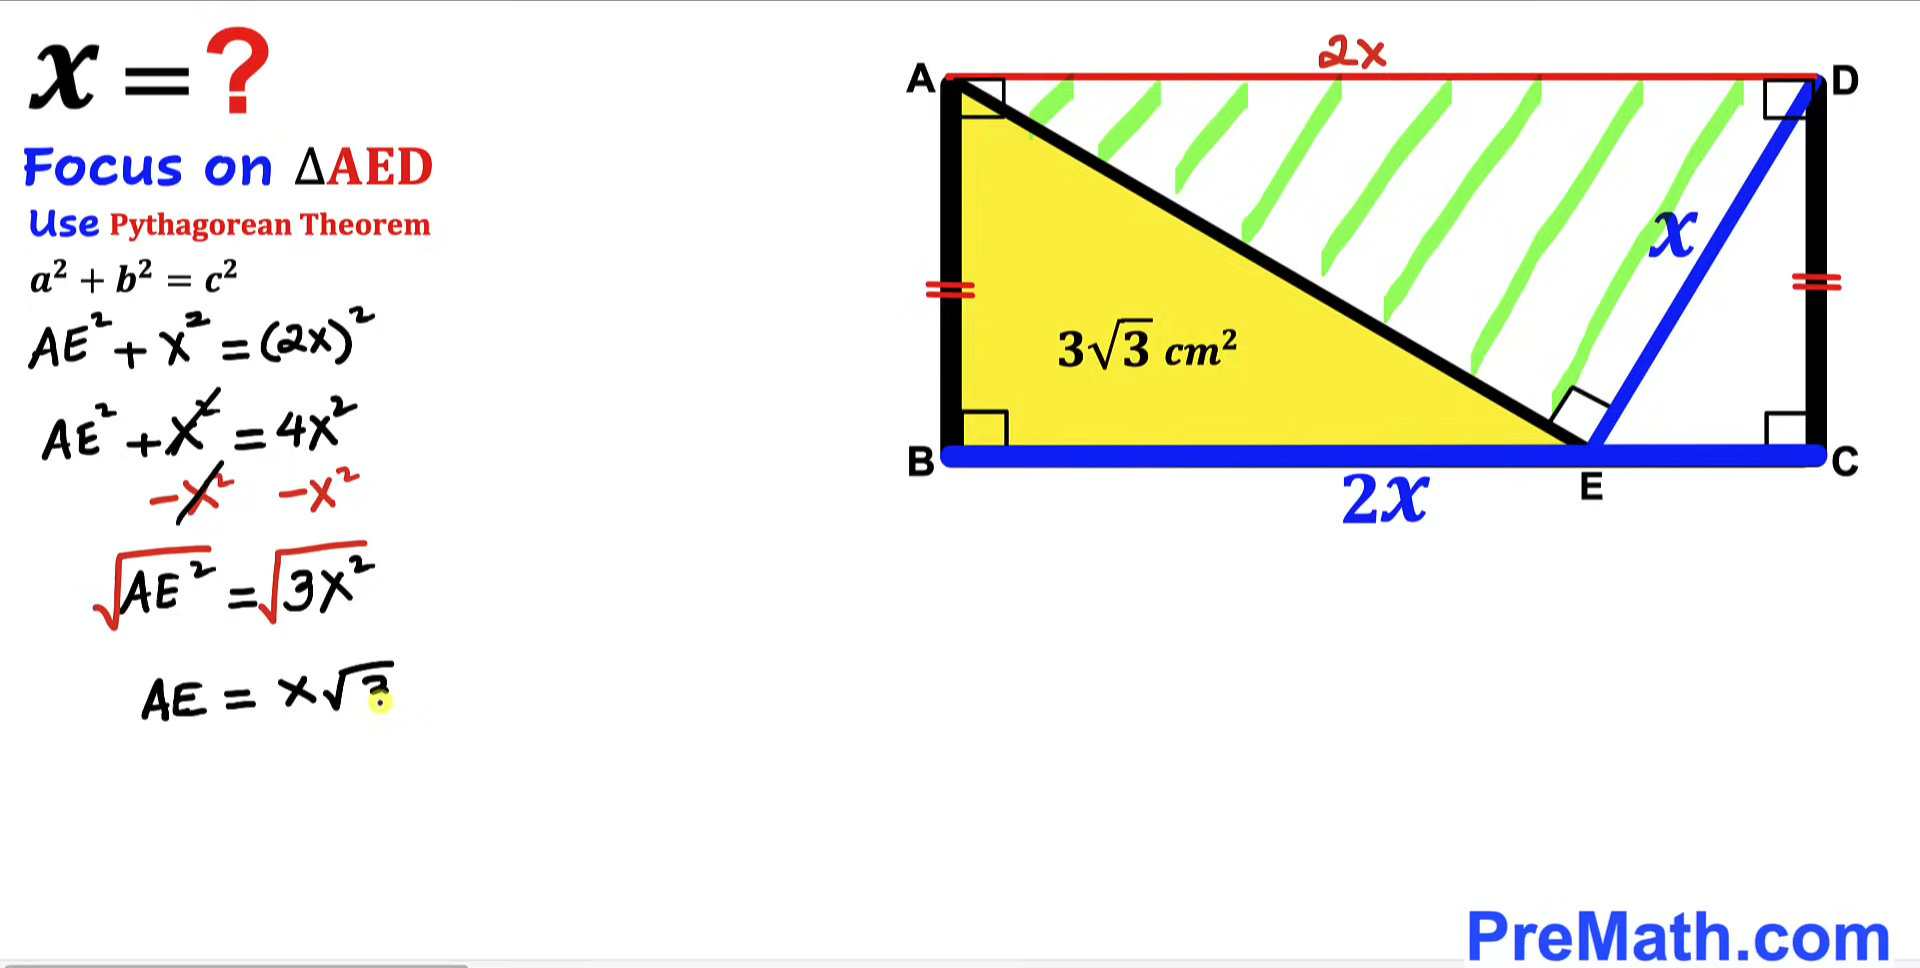 x = ?
Focus on ΔAED
Use Pythagorean Theorem
a² + b² = c²
AE² + x² = (2x)²
AE² + x² = 4x²
-x² -x²
√AE² = √3x²
AE = x√3
2x
A
D
x
3√3 cm²
B
C
E
2x
PreMath.com